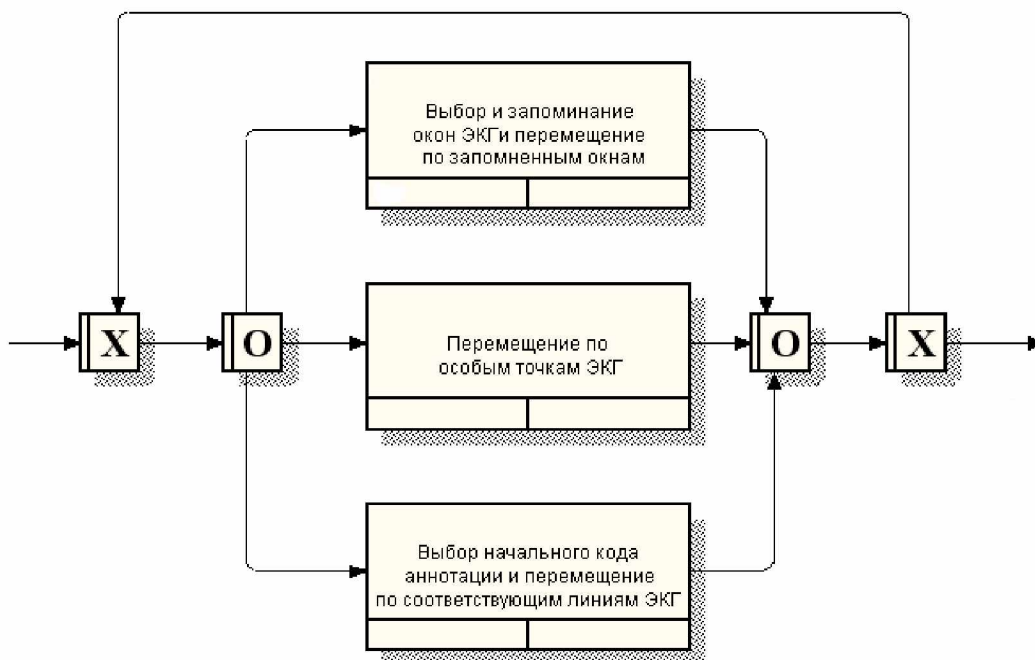 Выбор и запоминание
окон ЭКГи перемещение
по запомненным окнам
X
O
Перемещение по
особым точкам ЭКГ
O
X
Выбор начального кода
аннотации и перемещение
по соответствующим линиям ЭКГ